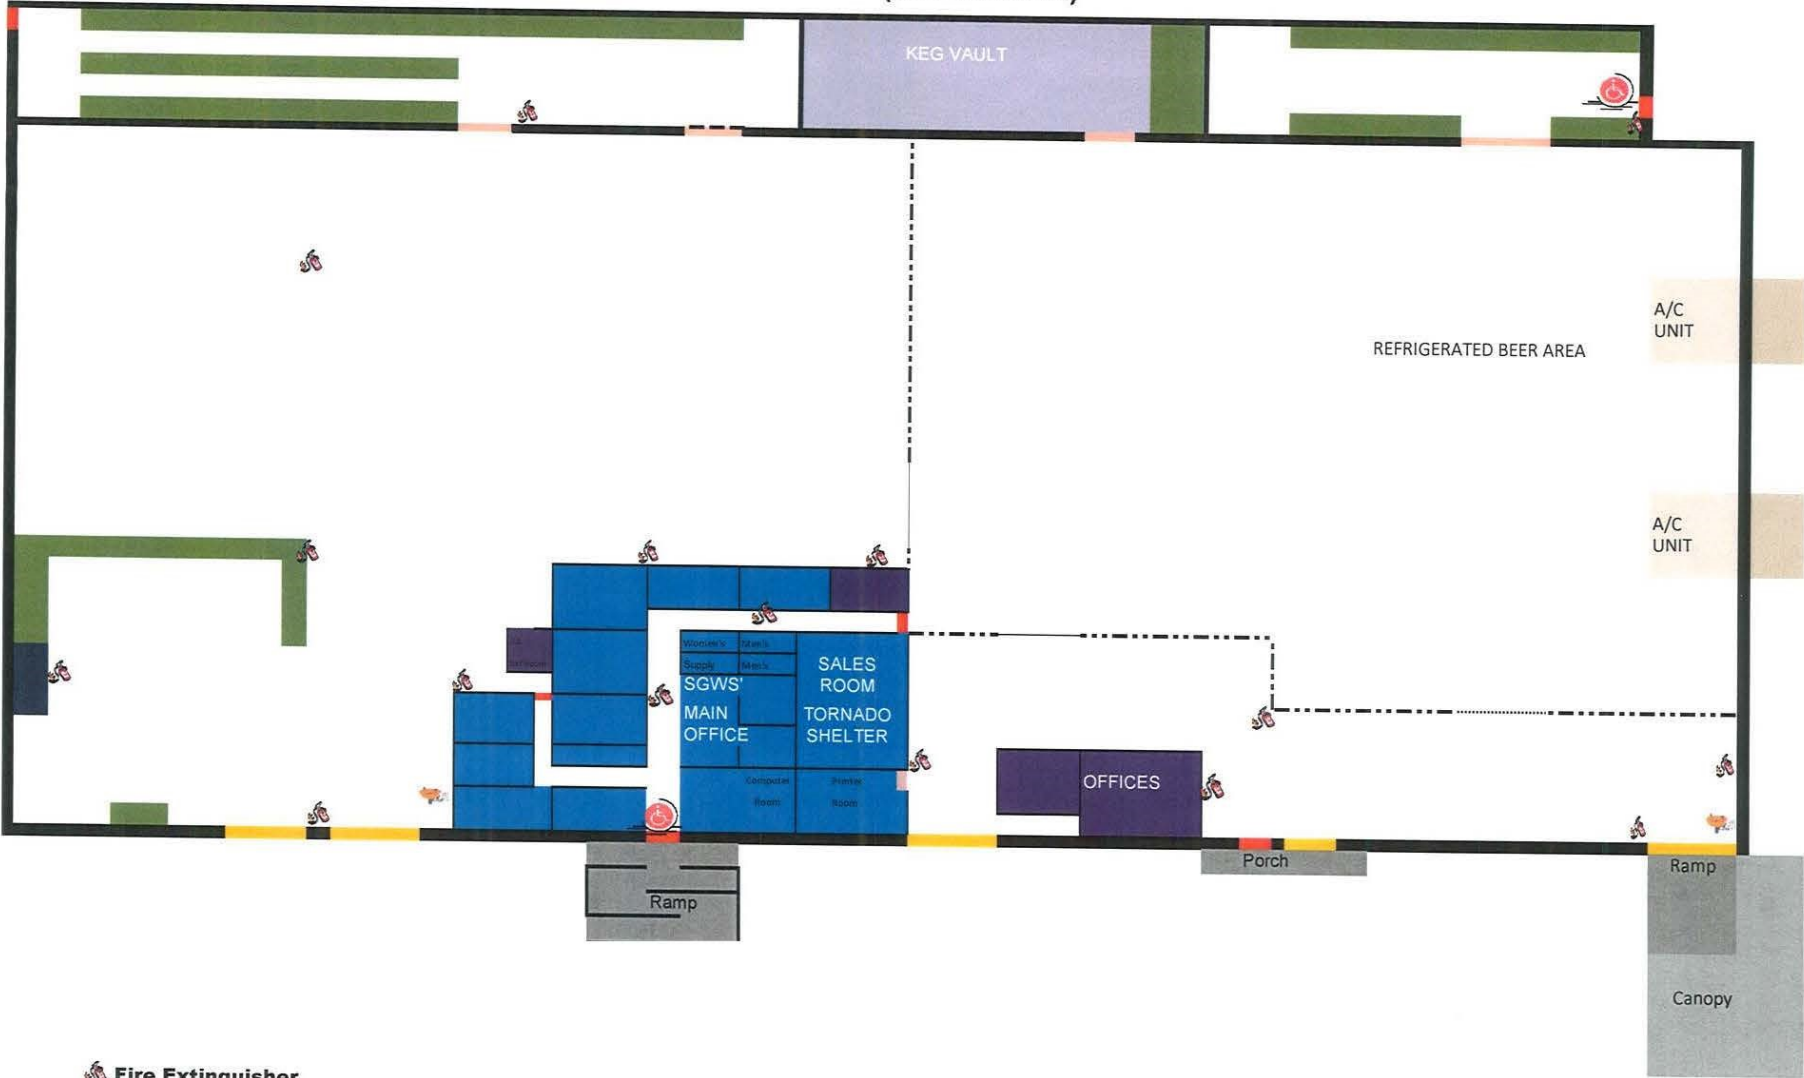 KEG VAULT
A/C
UNIT
REFRIGERATED BEER AREA
A/C
UNIT
Women's
Men's
Supply
Men's
SALES
ROOM
SGWS'
MAIN
OFFICE
TORNADO
SHELTER
Computer
Room
Printer
Room
OFFICES
Porch
Ramp
Ramp
Canopy
Fire Extinguisher